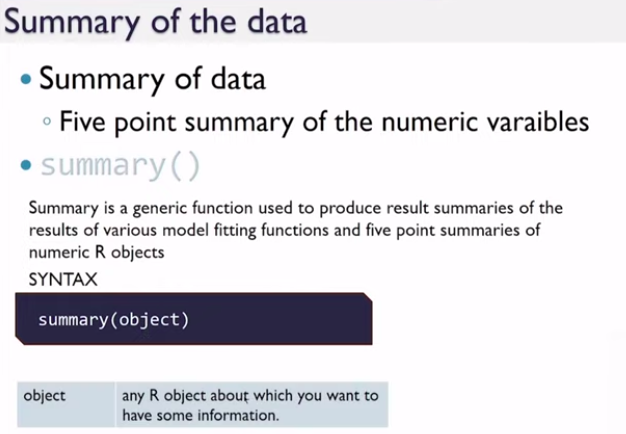 Summary of the data
Summary of data
Five point summary of the numeric varaibles
summary()
Summary is a generic function used to produce result summaries of the
results of various model fitting functions and five point summaries of
numeric R objects
SYNTAX
summary(object)
object any R object about which you want to
have some information.